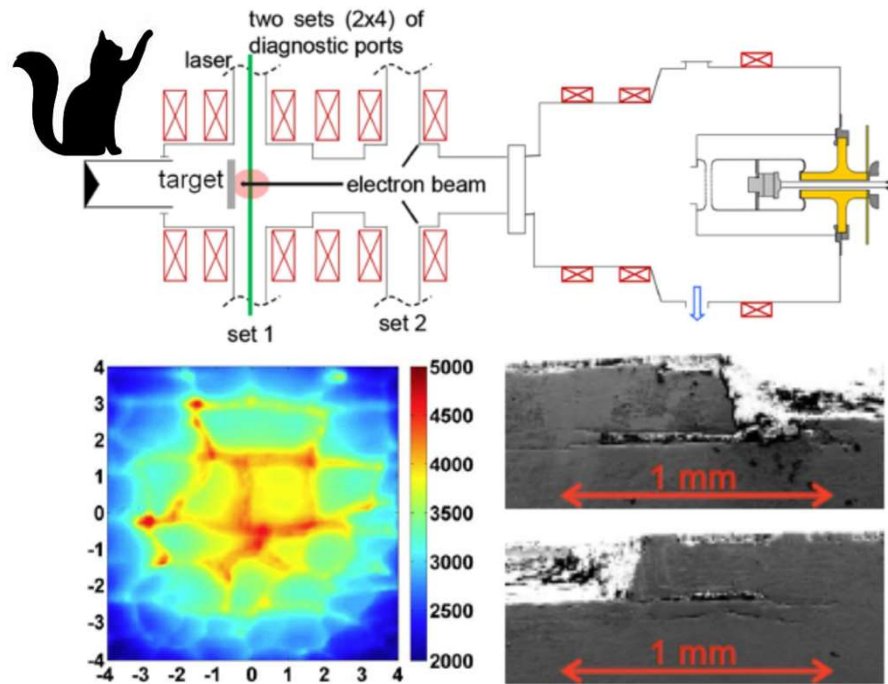 two sets (2x4) of
diagnostic ports
laser
target
electron beam
set 1
set 2
4
3
2
1
0
-1
-2
-3
-4
-4 -3 -2 -1 0 1 2 3 4
5000
4500
4000
3500
3000
2500
2000
1 mm
1 mm